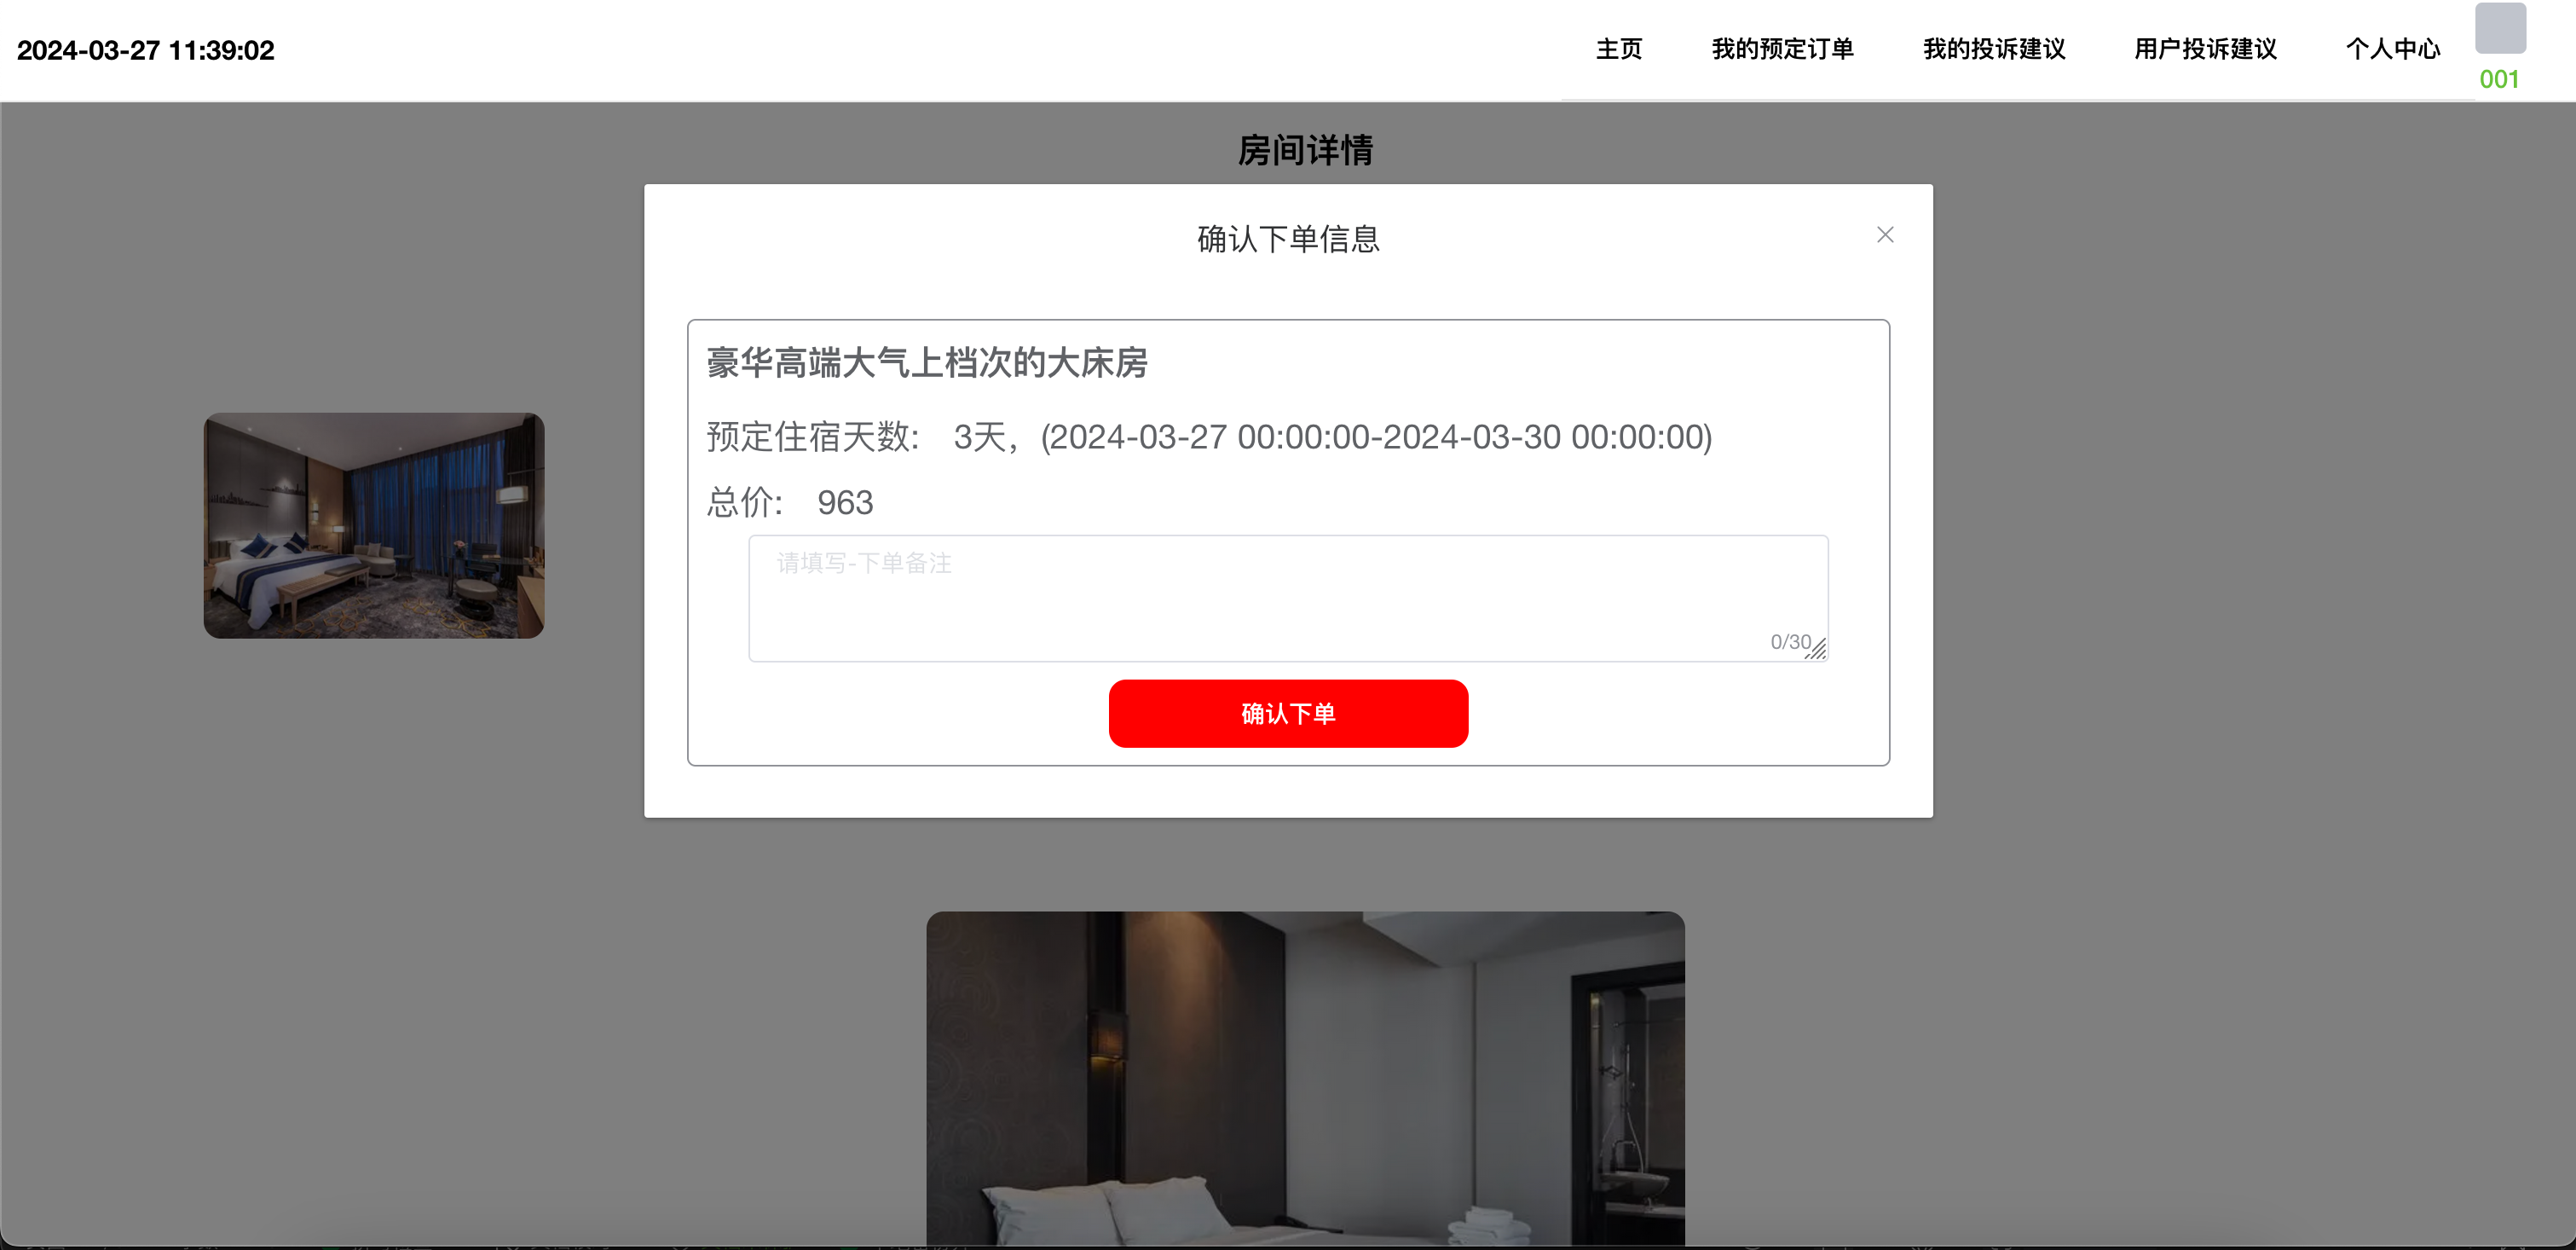 2024-03-27 11:39:02
主页
我的预定订单
我的投诉建议
用户投诉建议
个人中心
001
房间详情
确认下单信息
豪华高端大气上档次的大床房
预定住宿天数: 3天, (2024-03-27 00:00:00-2024-03-30 00:00:00)
总价: 963
请填写-下单备注
0/30
确认下单